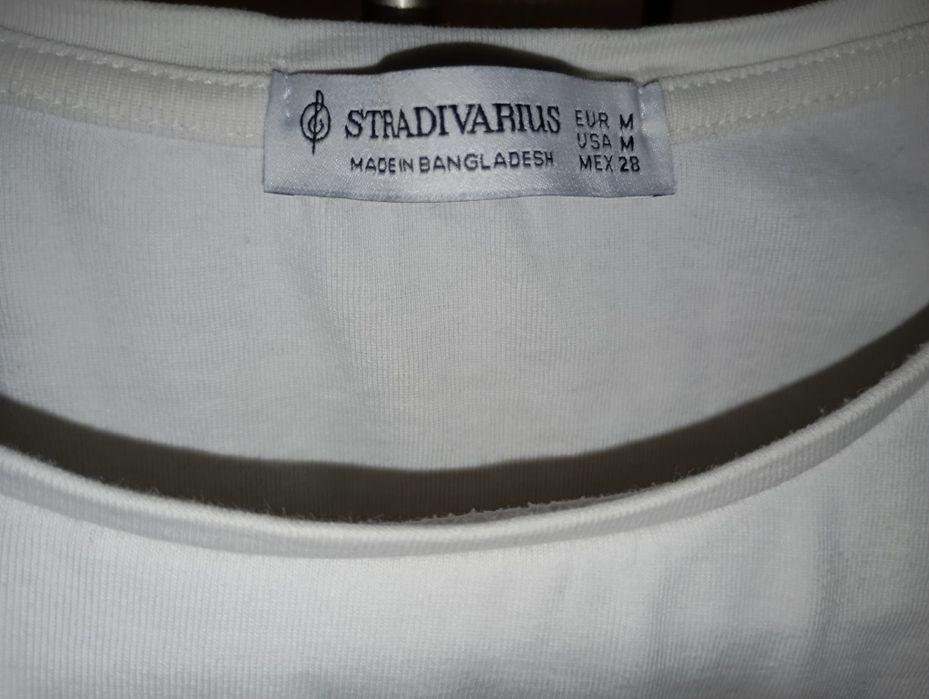 STRADIVARIUS
MADE IN BANGLADESH
EUR M
USA M
MEX 28